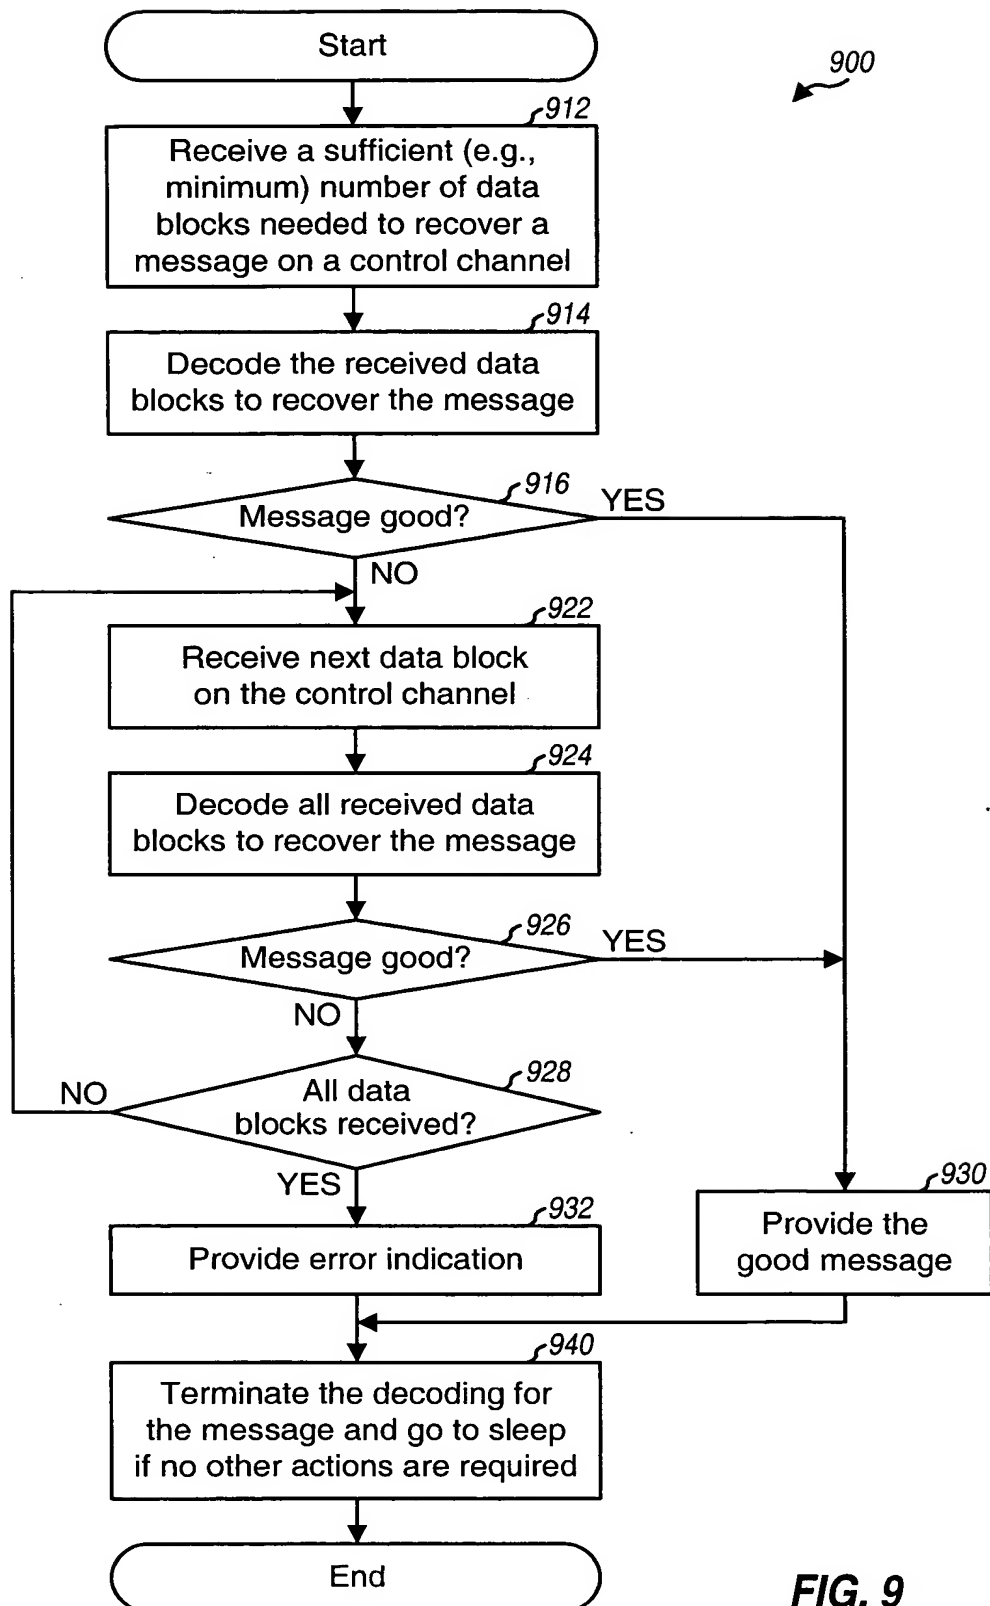 Start
900
912
Receive a sufficient (e.g.,
minimum) number of data
blocks needed to recover a
message on a control channel
914
Decode the received data
blocks to recover the message
916
Message good?
YES
NO
922
Receive next data block
on the control channel
924
Decode all received data
blocks to recover the message
926
Message good?
YES
NO
928
All data
blocks received?
NO
YES
932
Provide error indication
930
Provide the
good message
940
Terminate the decoding for
the message and go to sleep
if no other actions are required
End
FIG. 9